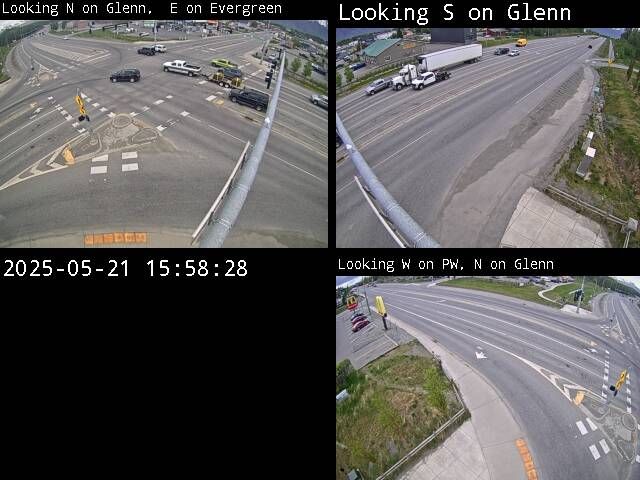 Looking N on Glenn,  E on Evergreen
Looking S on Glenn
2025-05-21 15:58:28
Looking W on PW, N on Glenn